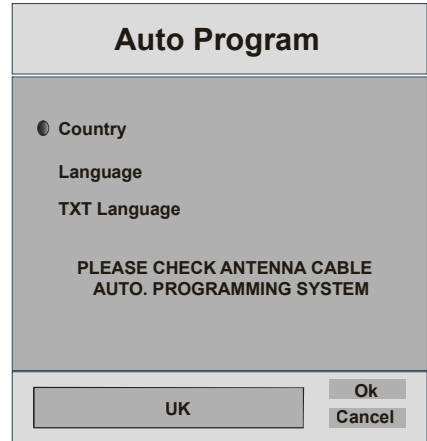 Auto Program
Country
Language
TXT Language
PLEASE CHECK ANTENNA CABLE
AUTO. PROGRAMMING SYSTEM
UK
Ok
Cancel